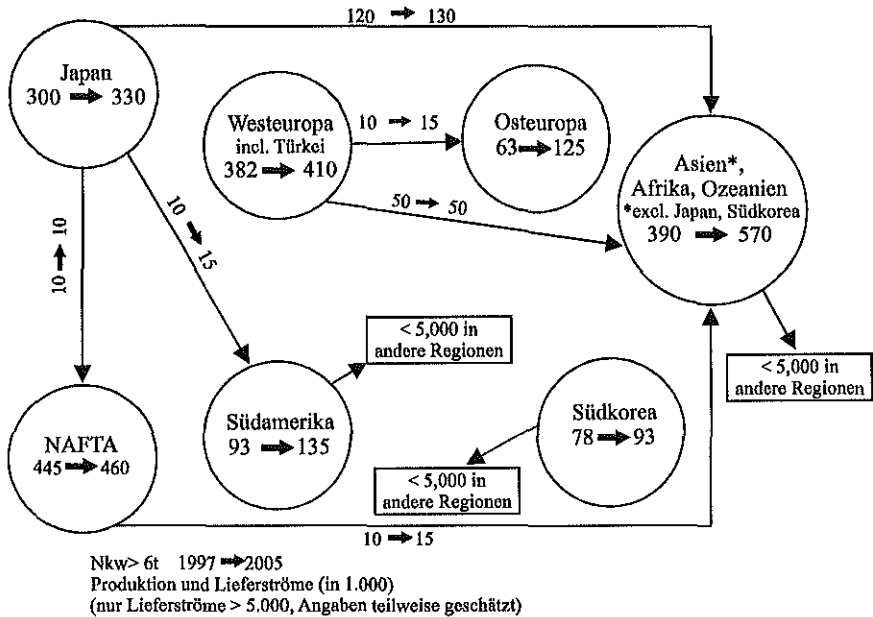 120 → 130
Japan
300 → 330
Westeuropa
incl. Türkei
382 → 410
10 → 15
Osteuropa
63 → 125
Asien*,
Afrika, Ozeanien
*excl. Japan, Südkorea
390 → 570
50 → 50
10 → 10
10 → 15
< 5,000 in
andere Regionen
< 5,000 in
andere Regionen
Südamerika
93 → 135
Südkorea
78 → 93
NAFTA
445 → 460
< 5,000 in
andere Regionen
10 → 15
Nkw> 6t 1997 → 2005
Produktion und Lieferströme (in 1.000)
(nur Lieferströme > 5.000, Angaben teilweise geschätzt)